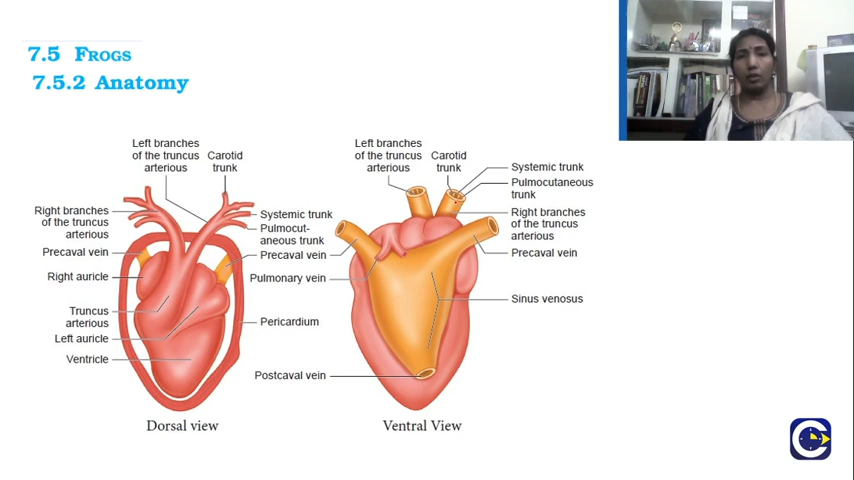 7.5 FROGS
7.5.2 Anatomy
Left branches
of the truncus
arterious
Carotid
trunk
Right branches
of the truncus
arterious
Precaval vein
Right auricle
Truncus
arterious
Left auricle
Ventricle
Systemic trunk
Pulmocut-
aneous trunk
Precaval vein
Pericardium
Dorsal view
Left branches
of the truncus
arterious
Carotid
trunk
Pulmonary vein
Postcaval vein
Systemic trunk
Pulmocutaneous
trunk
Right branches
of the truncus
arterious
Precaval vein
Sinus venosus
Ventral View